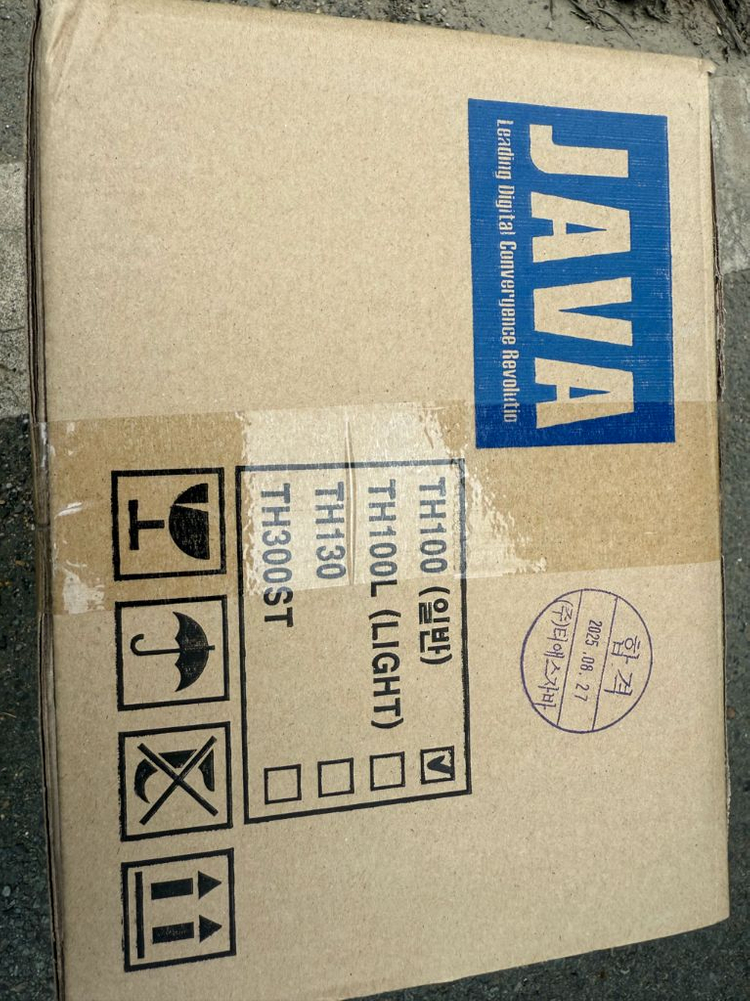 JAVA
Leading Digital Convergence Revolutio
합격
2025.08.27
(주)티에스자바
TH100 (일반)
TH100L (LIGHT)
TH130
TH300ST